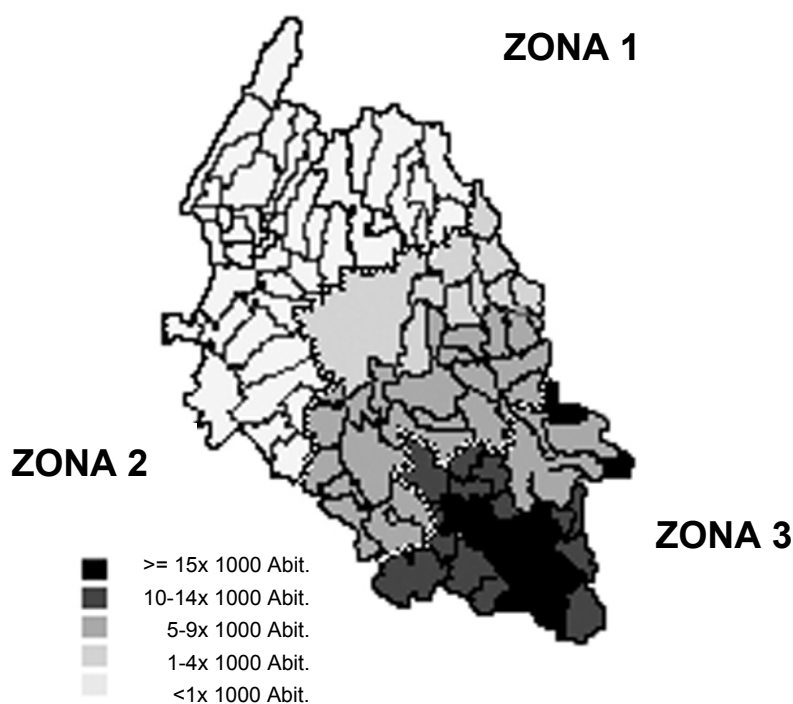 ZONA 1
ZONA 2
ZONA 3
>= 15x 1000 Abit.
10-14x 1000 Abit.
5-9x 1000 Abit.
1-4x 1000 Abit.
<1x 1000 Abit.